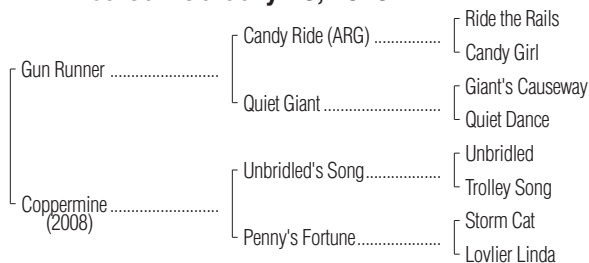 Ride the Rails
Candy Ride (ARG)
Candy Girl
Gun Runner
Giant's Causeway
Quiet Giant
Quiet Dance
Unbridled
Unbridled's Song
Trolley Song
Coppermine
(2008)
Storm Cat
Penny's Fortune
Lovlier Linda